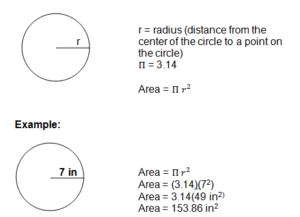 r
r = radius (distance from the
center of the circle to a point on
the circle)
Π = 3.14
Area = Π r²
Example:
7 in
Area = Π r²
Area = (3.14)(7²)
Area = 3.14(49 in²)
Area = 153.86 in²